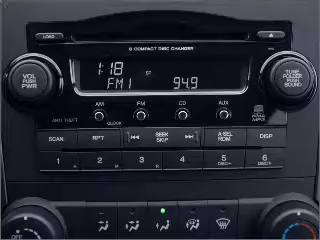 LOAD
6 COMPACT DISC CHANGER
1:18
ST
FM1 94.9
VOL
PUSH
PWR
TUNE
FOLDER
PUSH
SOUND
AM FM CD AUX
ANTI THEFT CLOCK
SCAN RPT SEEK SKIP A.SEL RDM DISP
1 2 3 4 5 6
DISC- DISC+